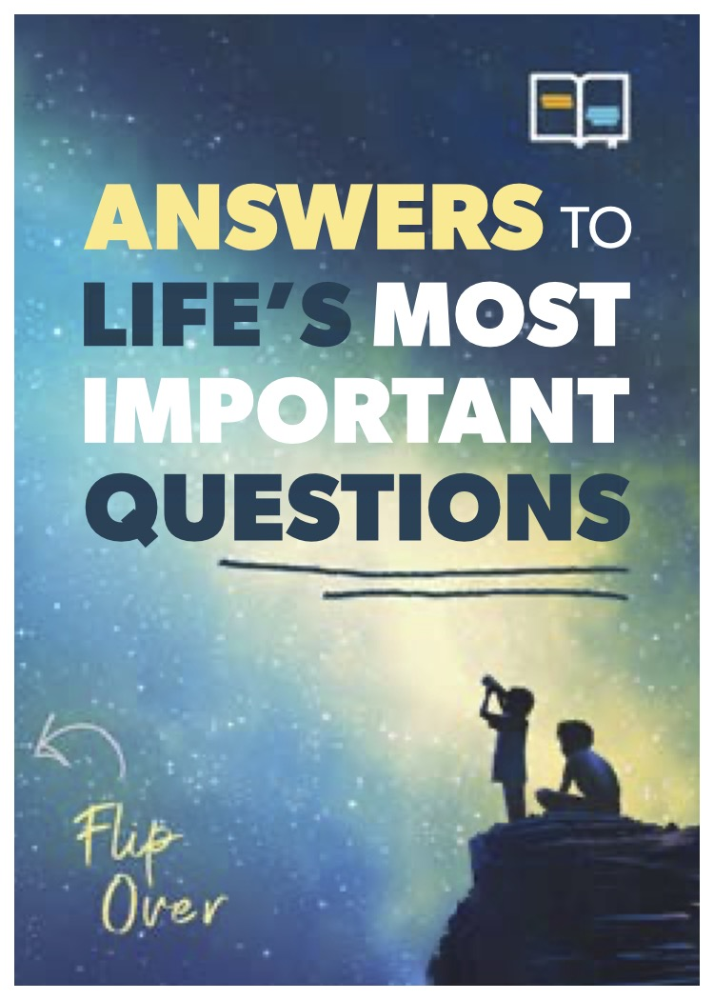 ANSWERS TO
LIFE'S MOST
IMPORTANT
QUESTIONS
Flip
Over